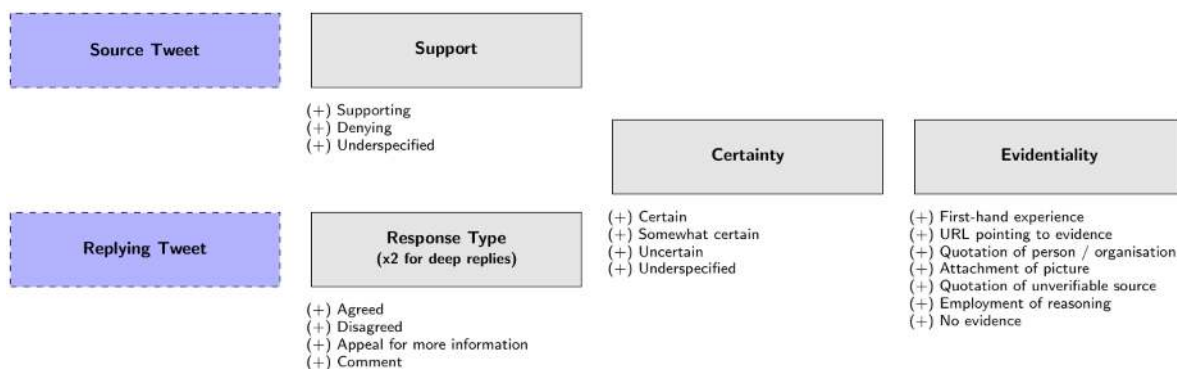 Source Tweet
Support
(+) Supporting
(+) Denying
(+) Underspecified
Replying Tweet
Response Type
(x2 for deep replies)
(+) Agreed
(+) Disagreed
(+) Appeal for more information
(+) Comment
Certainty
(+) Certain
(+) Somewhat certain
(+) Uncertain
(+) Underspecified
Evidentiality
(+) First-hand experience
(+) URL pointing to evidence
(+) Quotation of person / organisation
(+) Attachment of picture
(+) Quotation of unverifiable source
(+) Employment of reasoning
(+) No evidence